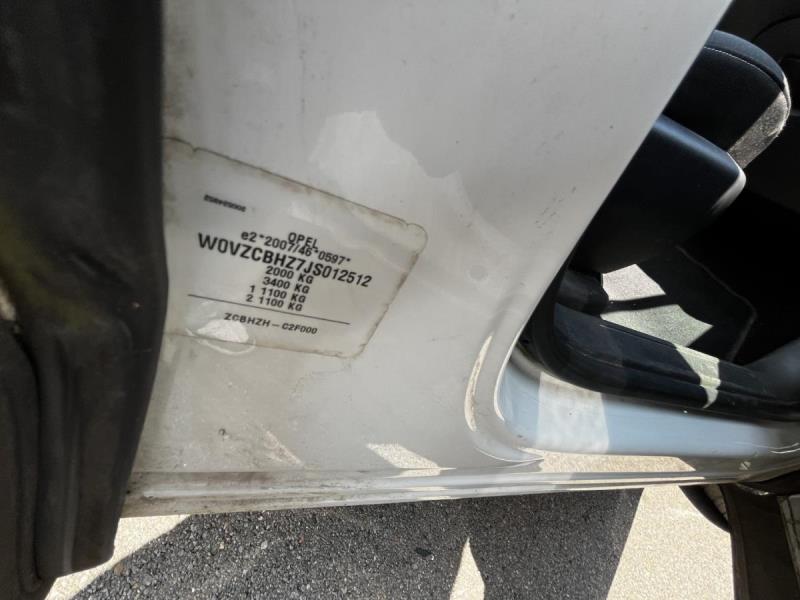 OPEL
e2*2007/46*0597*
W0VZCBHZ7JS012512
2000 KG
3400 KG
1 1100 KG
2 1100 KG
ZCBHZH-C2F000